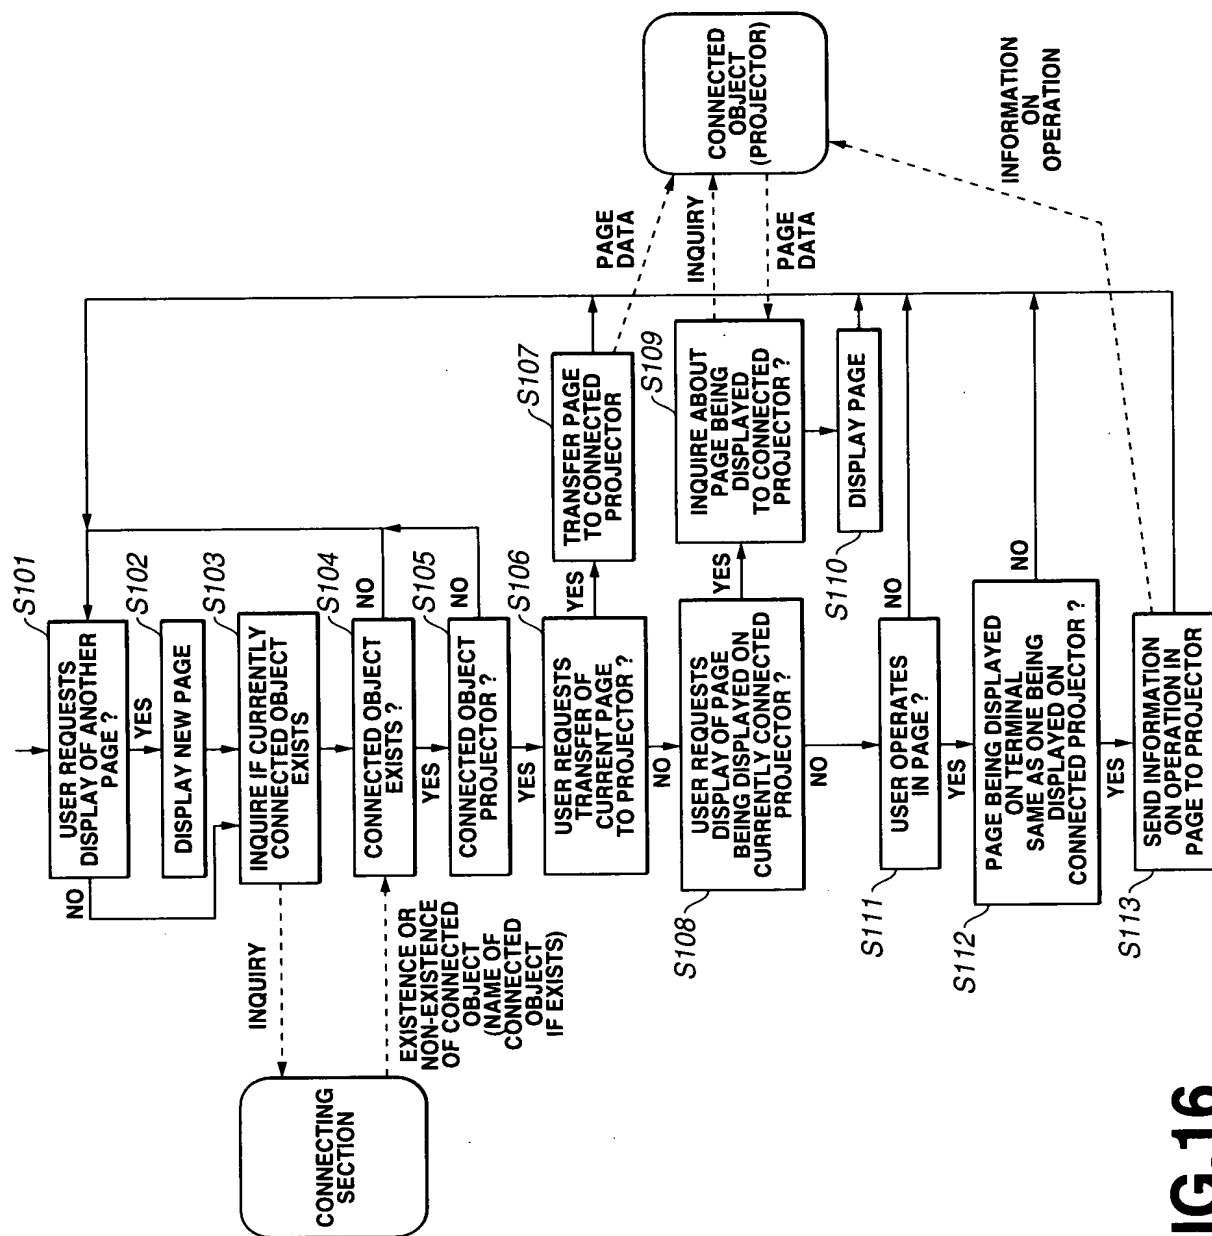 S101
USER REQUESTS
DISPLAY OF ANOTHER
PAGE ?
NO
YES
S102
DISPLAY NEW PAGE
S103
INQUIRE IF CURRENTLY
CONNECTED OBJECT
EXISTS
INQUIRY
CONNECTING
SECTION
EXISTENCE OR
NON-EXISTENCE
OF CONNECTED
OBJECT
(NAME OF
CONNECTED
OBJECT
IF EXISTS)
S104
CONNECTED OBJECT
EXISTS ?
NO
YES
S105
CONNECTED OBJECT
PROJECTOR ?
NO
YES
S106
USER REQUESTS
TRANSFER OF
CURRENT PAGE
TO PROJECTOR ?
YES
NO
S107
TRANSFER PAGE
TO CONNECTED
PROJECTOR
PAGE
DATA
CONNECTED
OBJECT
(PROJECTOR)
S108
USER REQUESTS
DISPLAY OF PAGE
BEING DISPLAYED ON
CURRENTLY CONNECTED
PROJECTOR ?
YES
NO
S109
INQUIRE ABOUT
PAGE BEING
DISPLAYED
TO CONNECTED
PROJECTOR ?
INQUIRY
PAGE
DATA
S110
DISPLAY PAGE
S111
USER OPERATES
IN PAGE ?
NO
YES
S112
PAGE BEING DISPLAYED
ON TERMINAL
SAME AS ONE BEING
DISPLAYED ON
CONNECTED PROJECTOR ?
NO
YES
S113
SEND INFORMATION
ON OPERATION IN
PAGE TO PROJECTOR
INFORMATION
ON
OPERATION
IG.16